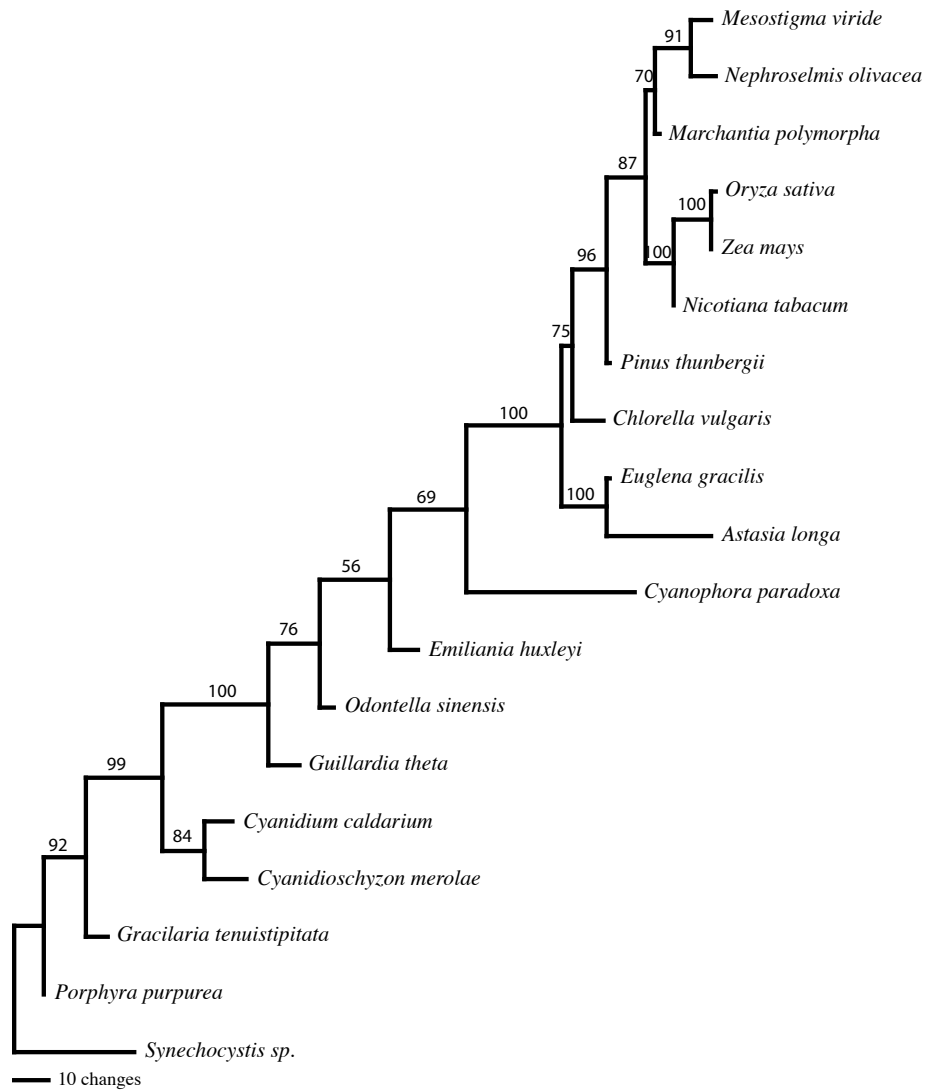 Mesostigma viride
91
70
Nephroselmis olivacea
Marchantia polymorpha
87
Oryza sativa
100
Zea mays
100
96
Nicotiana tabacum
75
Pinus thunbergii
100
Chlorella vulgaris
Euglena gracilis
100
69
Astasia longa
56
Cyanophora paradoxa
76
Emiliania huxleyi
100
Odontella sinensis
99
Guillardia theta
Cyanidium caldarium
84
92
Cyanidioschyzon merolae
Gracilaria tenuistipitata
Porphyra purpurea
Synechocystis sp.
10 changes